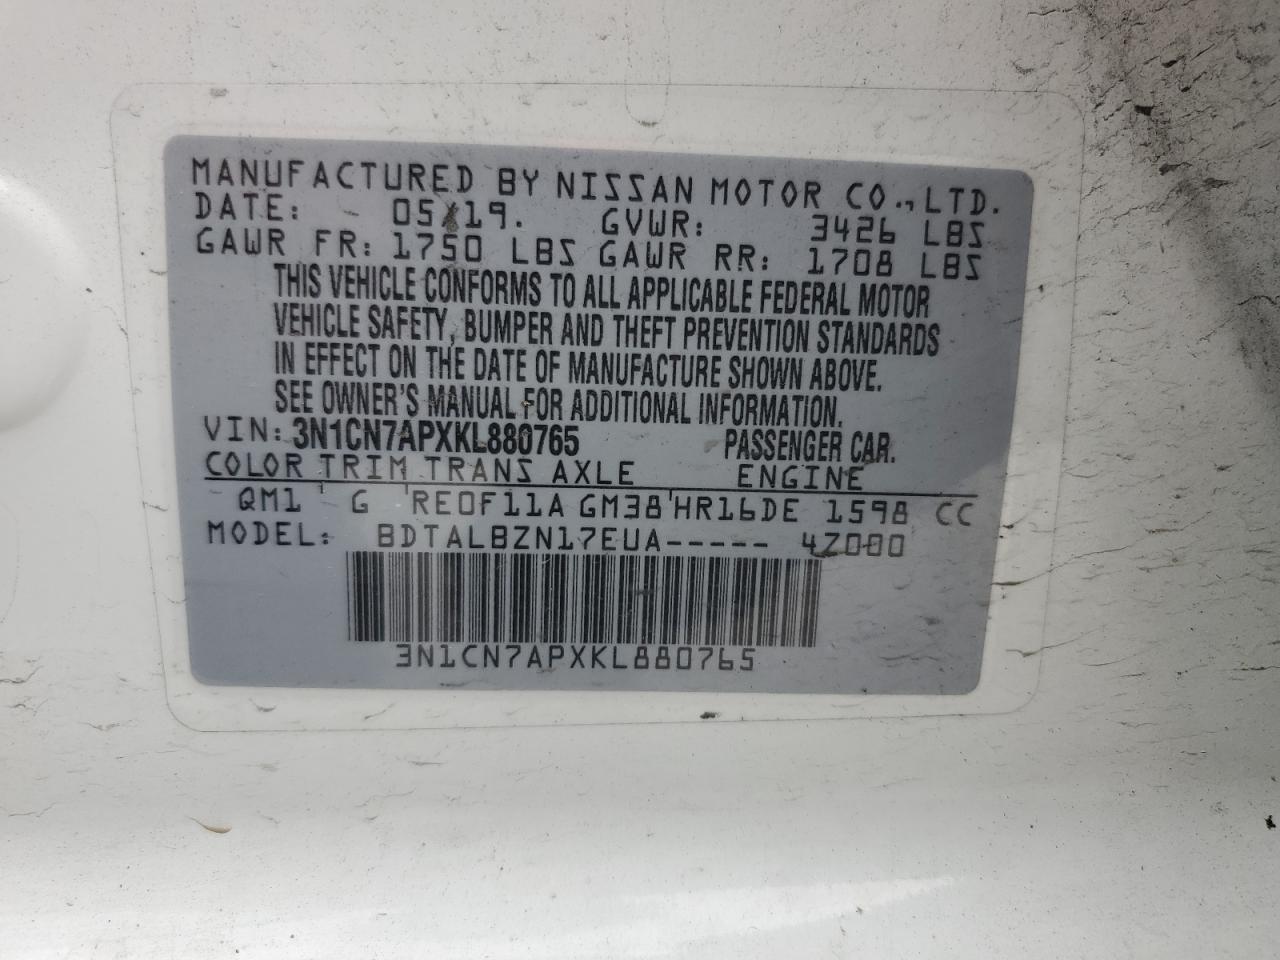 MANUFACTURED BY NISSAN MOTOR CO.,LTD.
DATE: 05/19. GVWR: 3426 LBS
GAWR FR: 1750 LBS GAWR RR: 1708 LBS
THIS VEHICLE CONFORMS TO ALL APPLICABLE FEDERAL MOTOR
VEHICLE SAFETY, BUMPER AND THEFT PREVENTION STANDARDS
IN EFFECT ON THE DATE OF MANUFACTURE SHOWN ABOVE.
SEE OWNER'S MANUAL FOR ADDITIONAL INFORMATION.
VIN: 3N1CN7APXKL880765 PASSENGER CAR.
COLOR TRIM TRANS AXLE ENGINE
QM1 G RE0F11A GM38 HR16DE 1598 CC
MODEL: BDTALBZN17EUA----- 4Z000
3N1CN7APXKL880765